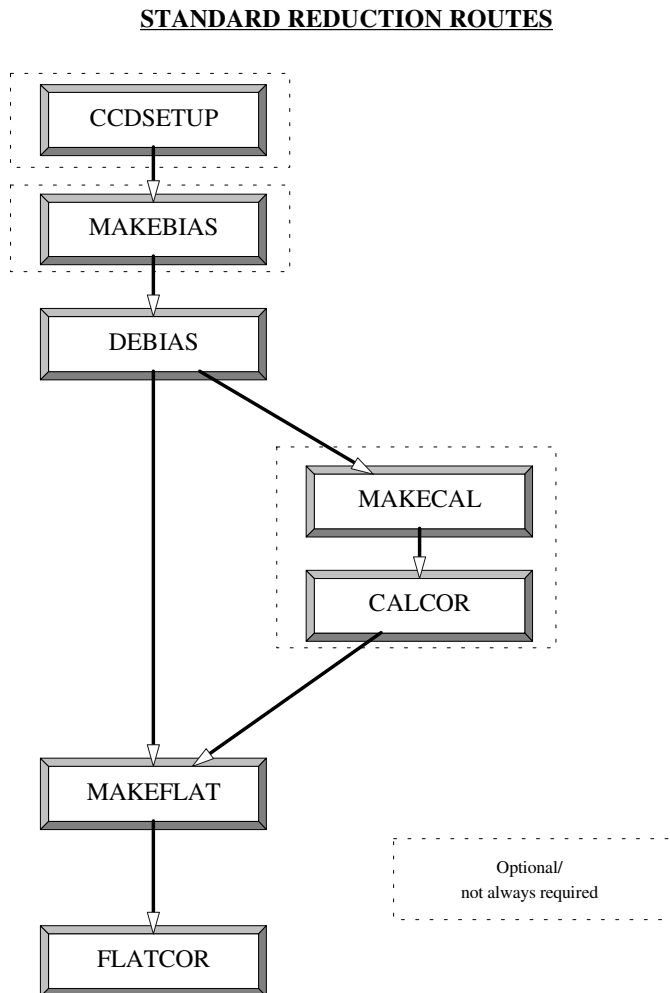 STANDARD REDUCTION ROUTES
CCDSETUP
MAKEBIAS
DEBIAS
MAKECAL
CALCOR
MAKEFLAT
Optional/
not always required
FLATCOR